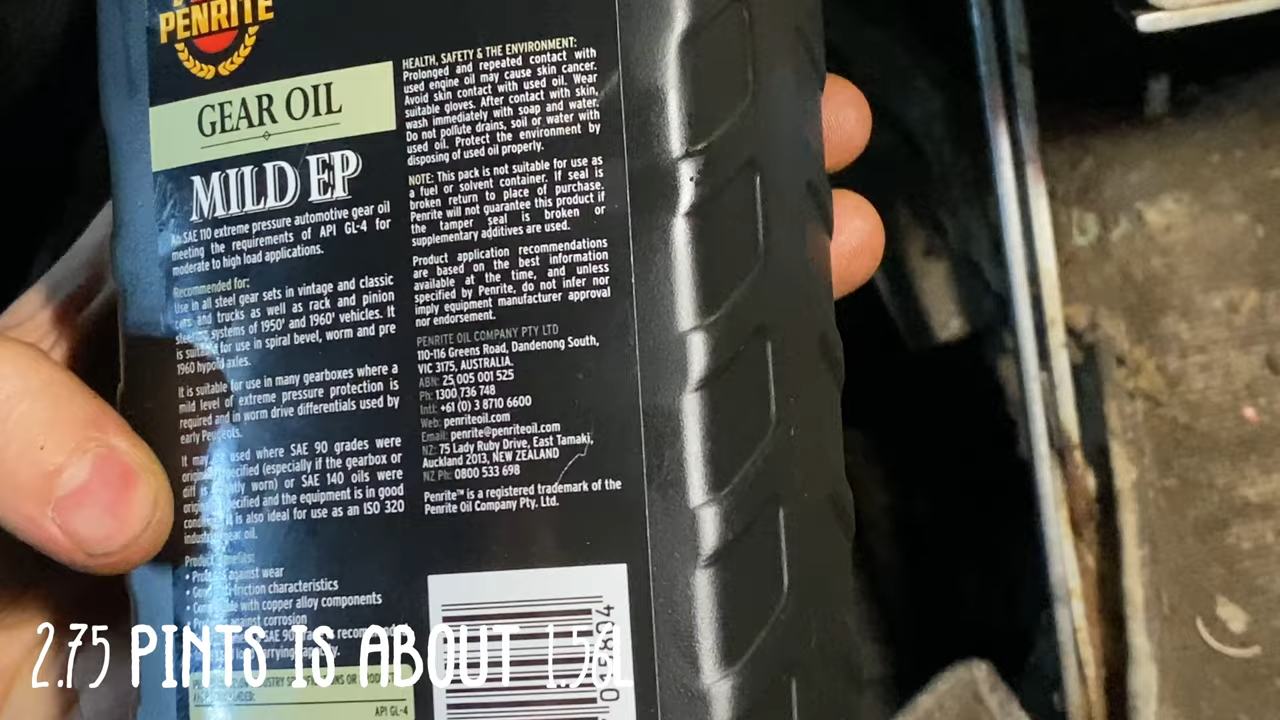 PENRITE
GEAR OIL
MILD EP
An SAE 110 extreme pressure automotive gear oil
meeting the requirements of API GL-4 for
moderate to high load applications.
Recommended for:
Use in all steel gear sets in vintage and classic
cars and trucks as well as rack and pinion
steering systems of 1950' and 1960' vehicles. It
is suitable for use in spiral bevel, worm and pre
1960 hypoid axles.
It is suitable for use in many gearboxes where a
mild level of extreme pressure protection is
required and in worm drive differentials used by
early Peugeots.
It may be used where SAE 90 grades were
originally specified (especially if the gearbox or
diff is slightly worn) or SAE 140 oils were
originally specified and the equipment is in good
condition. It is also ideal for use as an ISO 320
industrial gear oil.
Product Benefits:
• Protects against wear
• Good anti-friction characteristics
• Compatible with copper alloy components
• Protects against corrosion
SAE 90
carrying capacity.
INDUSTRY SPECIFICATIONS OR
API GL-4
HEALTH, SAFETY & THE ENVIRONMENT:
Prolonged and repeated contact with
used engine oil may cause skin cancer.
Avoid skin contact with used oil. Wear
suitable gloves. After contact with skin,
wash immediately with soap and water.
Do not pollute drains, soil or water with
used oil. Protect the environment by
disposing of used oil properly.
NOTE: This pack is not suitable for use as
a fuel or solvent container. If seal is
broken return to place of purchase.
Penrite will not guarantee this product if
the tamper seal is broken or
supplementary additives are used.
Product application recommendations
are based on the best information
available at the time, and unless
specified by Penrite, do not infer nor
imply equipment manufacturer approval
nor endorsement.
PENRITE OIL COMPANY PTY LTD
110-116 Greens Road, Dandenong South,
VIC 3175, AUSTRALIA.
ABN: 25 005 001 525
Ph: 1300 736 748
Intl: +61 (0) 3 8710 6600
Web: penriteoil.com
Email: penrite@penriteoil.com
NZ: 75 Lady Ruby Drive, East Tamaki,
Auckland 2013, NEW ZEALAND
NZ Ph: 0800 533 698
Penrite™ is a registered trademark of the
Penrite Oil Company Pty. Ltd.
2.75 PINTS IS ABOUT 1.56L